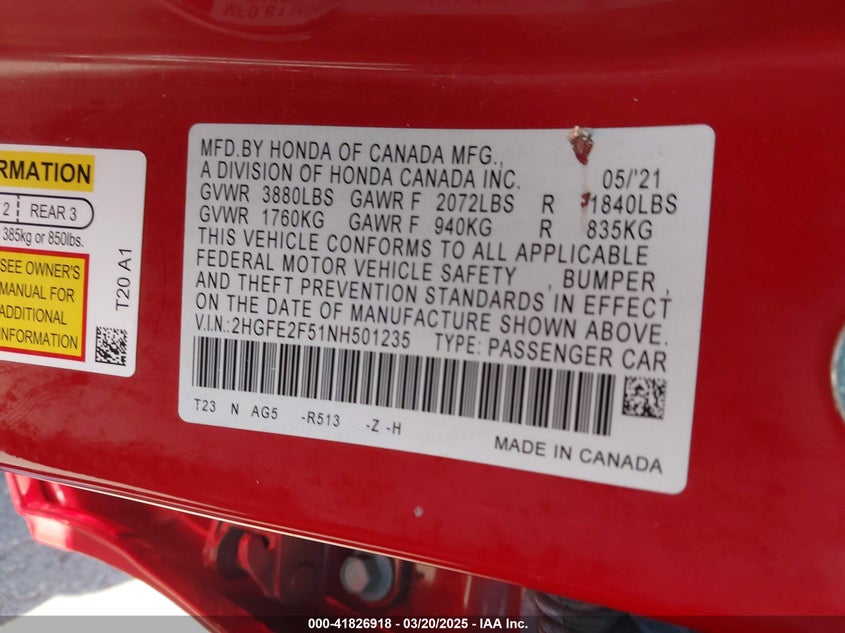 RMATION
2 REAR 3
385kg or 850lbs.
SEE OWNER'S
MANUAL FOR
ADDITIONAL
INFORMATION
T20 A1
MFD.BY HONDA OF CANADA MFG.,
A DIVISION OF HONDA CANADA INC. 05/'21
GVWR 3880LBS GAWR F 2072LBS R 1840LBS
GVWR 1760KG GAWR F 940KG R 835KG
THIS VEHICLE CONFORMS TO ALL APPLICABLE
FEDERAL MOTOR VEHICLE SAFETY , BUMPER ,
AND THEFT PREVENTION STANDARDS IN EFFECT
ON THE DATE OF MANUFACTURE SHOWN ABOVE.
V.I.N.:2HGFE2F51NH501235 TYPE: PASSENGER CAR
T23 N AG5 -R513 -Z -H
MADE IN CANADA
000-41826918 - 03/20/2025 - IAA Inc.